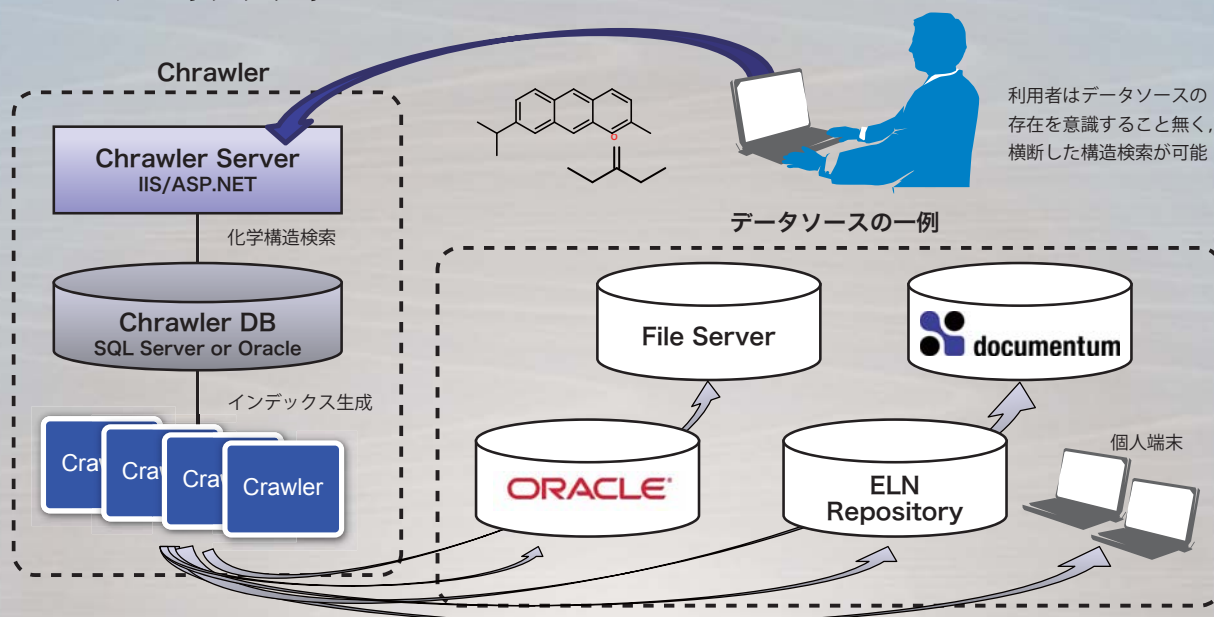 Chrawler
Chrawler Server
IIS/ASP.NET
化学構造検索
Chrawler DB
SQL Server or Oracle
インデックス生成
Craw
Cra
Cra
Crawler
O
利用者はデータソースの
存在を意識すること無く,
横断した構造検索が可能
データソースの一例
File Server
documentum
ORACLE
ELN
Repository
個人端末